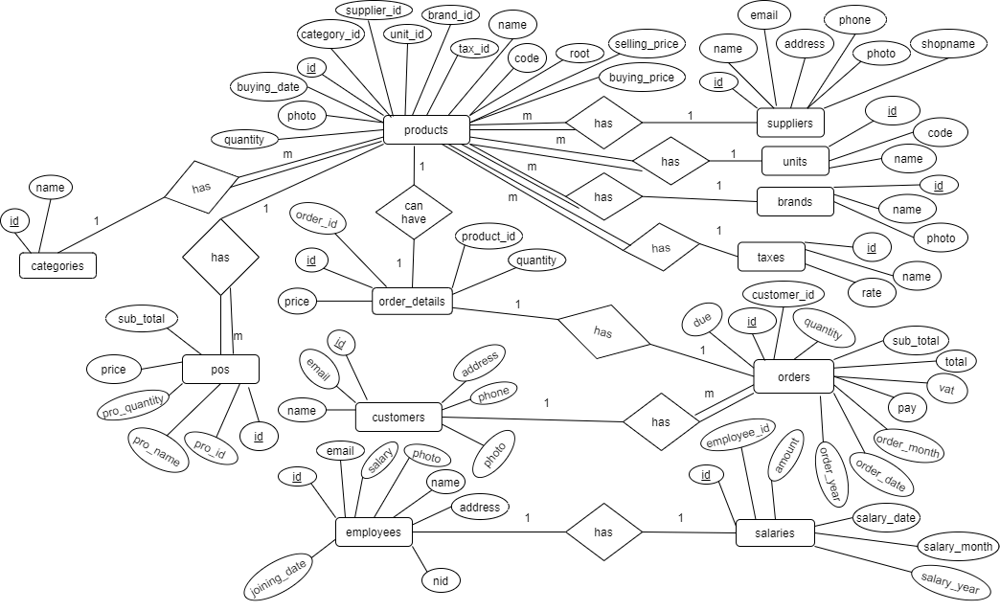 supplier_id
brand_id
name
category_id
unit_id
tax_id
code
root
selling_price
buying_price
id
buying_date
photo
quantity
products
email
phone
name
address
photo
shopname
id
suppliers
m
has
1
id
code
name
units
m
has
1
id
name
photo
brands
m
has
1
id
name
rate
taxes
m
has
1
name
id
categories
1
has
m
1
has
m
1
can
have
1
order_id
id
price
product_id
quantity
order_details
1
has
1
sub_total
price
pro_quantity
pro_name
pro_id
id
pos
customer_id
due
id
quantity
sub_total
total
vat
pay
order_month
order_date
order_year
orders
id
email
name
address
phone
photo
customers
1
has
m
email
salary
photo
id
name
address
employees
joining_date
nid
1
has
1
employee_id
amount
id
salaries
salary_date
salary_month
salary_year